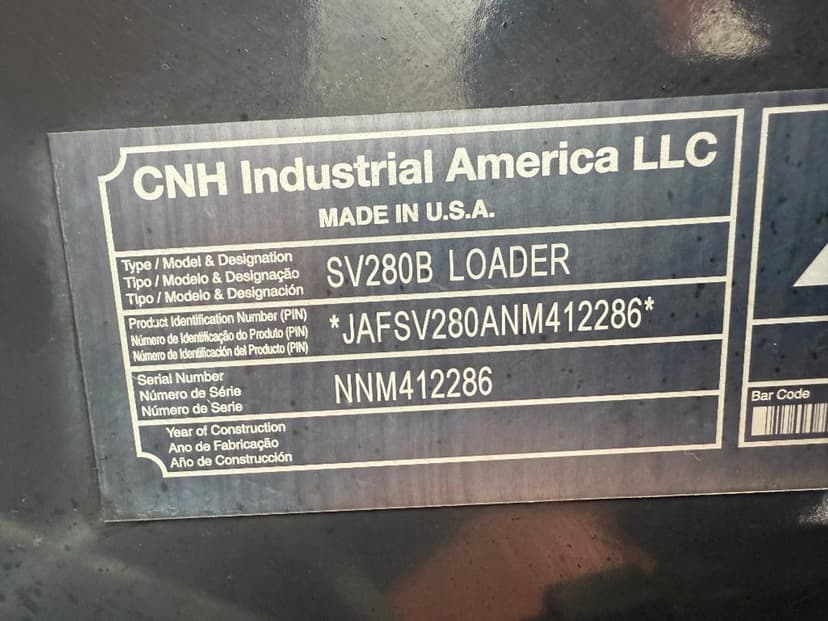 CNH Industrial America LLC
MADE IN U.S.A.
Type / Model & Designation
Tipo / Modelo & Designação
Tipo / Modelo & Designación
SV280B LOADER
Product Identification Number (PIN)
Número de Identificação do Produto (PIN)
Número de Identificación del Producto (PIN)
*JAFSV280ANM412286*
Serial Number
Número de Série
Número de Serie
NNM412286
Year of Construction
Ano de Fabricação
Año de Construcción
Bar Code